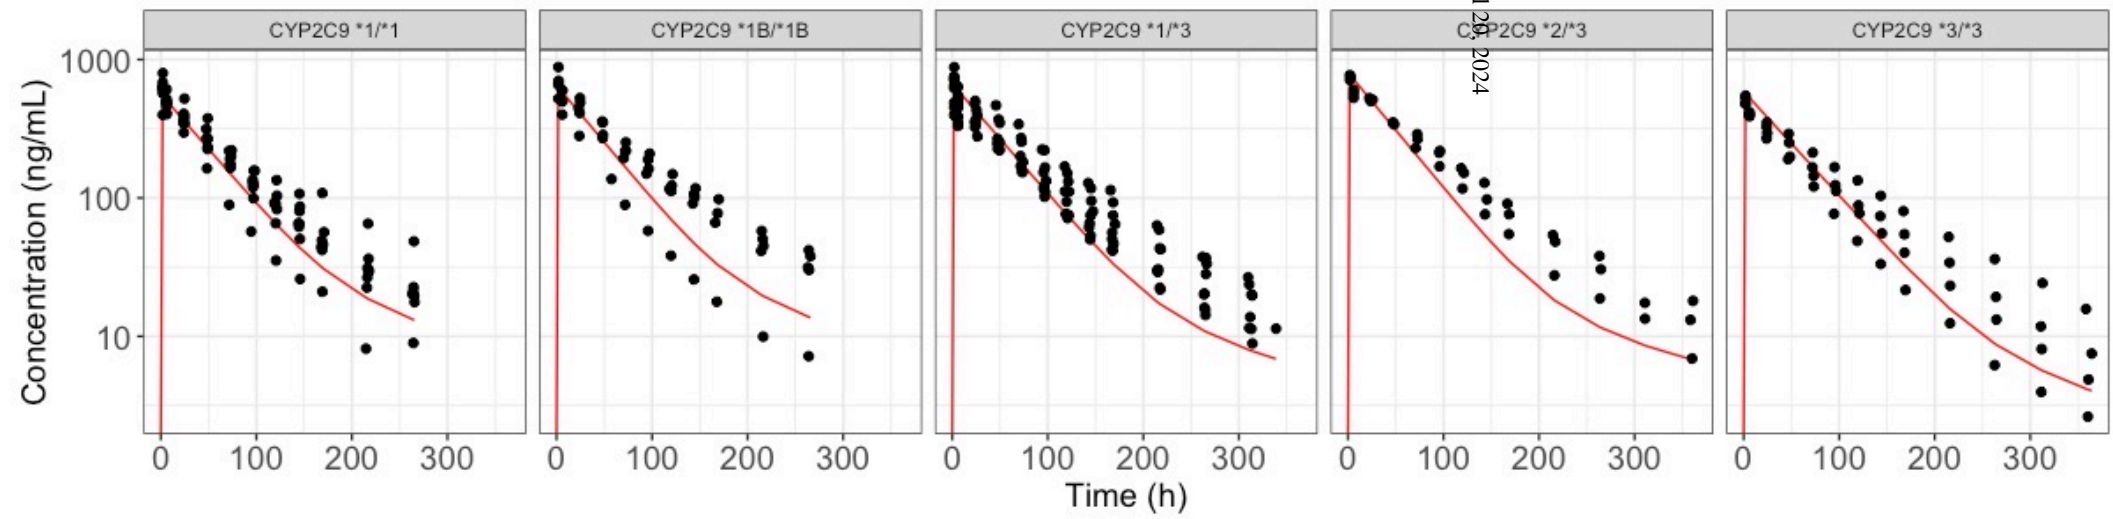 CYP2C9 *1/*1
CYP2C9 *1B/*1B
CYP2C9 *1/*3
CYP2C9 *2/*3
CYP2C9 *3/*3
120, 2024
Concentration (ng/mL)
1000
100
10
0 100 200 300
0 100 200 300
0 100 200 300
0 100 200 300
0 100 200 300
Time (h)